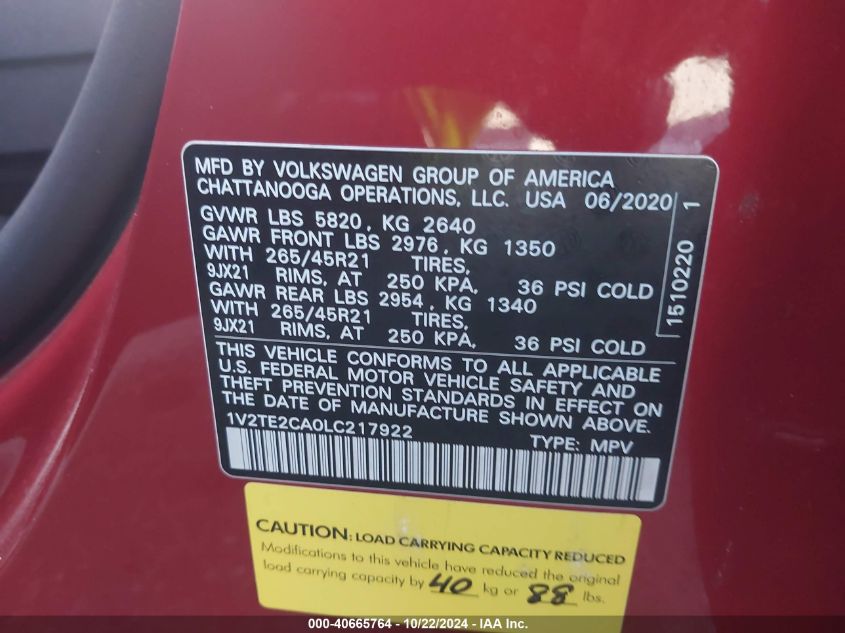 MFD BY VOLKSWAGEN GROUP OF AMERICA
CHATTANOOGA OPERATIONS, LLC. USA 06/2020
GVWR LBS 5820, KG 2640
GAWR FRONT LBS 2976, KG 1350
WITH 265/45R21 TIRES,
9JX21 RIMS, AT 250 KPA, 36 PSI COLD
GAWR REAR LBS 2954, KG 1340
WITH 265/45R21 TIRES,
9JX21 RIMS, AT 250 KPA, 36 PSI COLD
1510220 1
THIS VEHICLE CONFORMS TO ALL APPLICABLE
U.S. FEDERAL MOTOR VEHICLE SAFETY AND
THEFT PREVENTION STANDARDS IN EFFECT ON
THE DATE OF MANUFACTURE SHOWN ABOVE.
1V2TE2CA0LC217922 TYPE: MPV
CAUTION: LOAD CARRYING CAPACITY REDUCED
Modifications to this vehicle have reduced the original
load carrying capacity by 40 kg or 88 lbs.
000-40665764 - 10/22/2024 - IAA Inc.